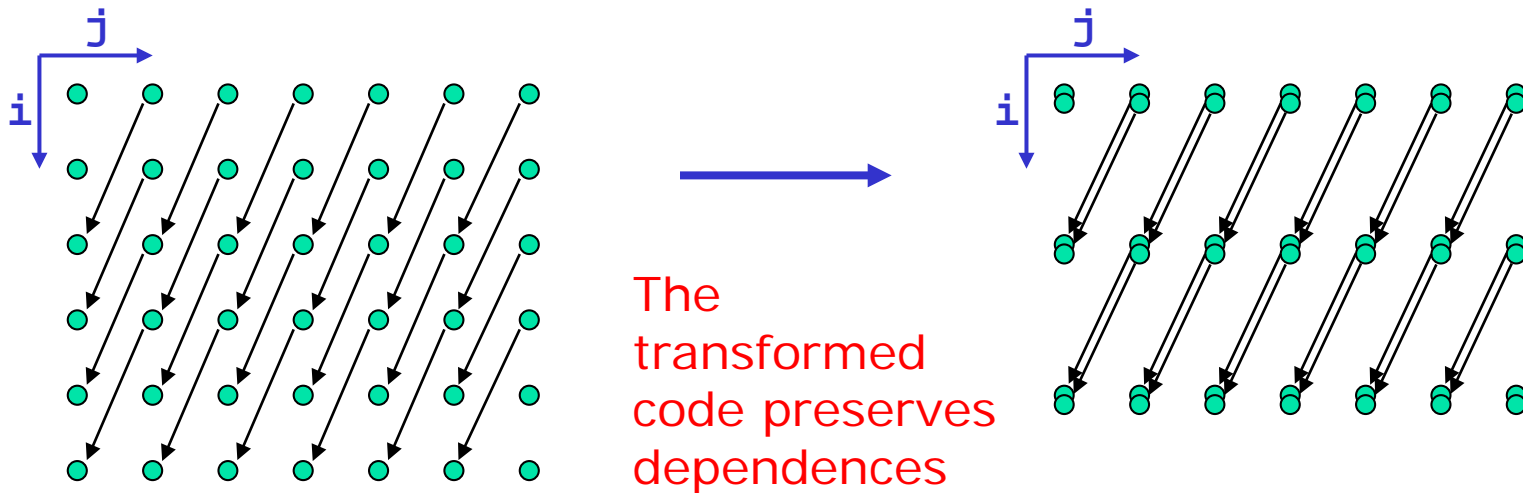 j
i
j
i
The
transformed
code preserves
dependences